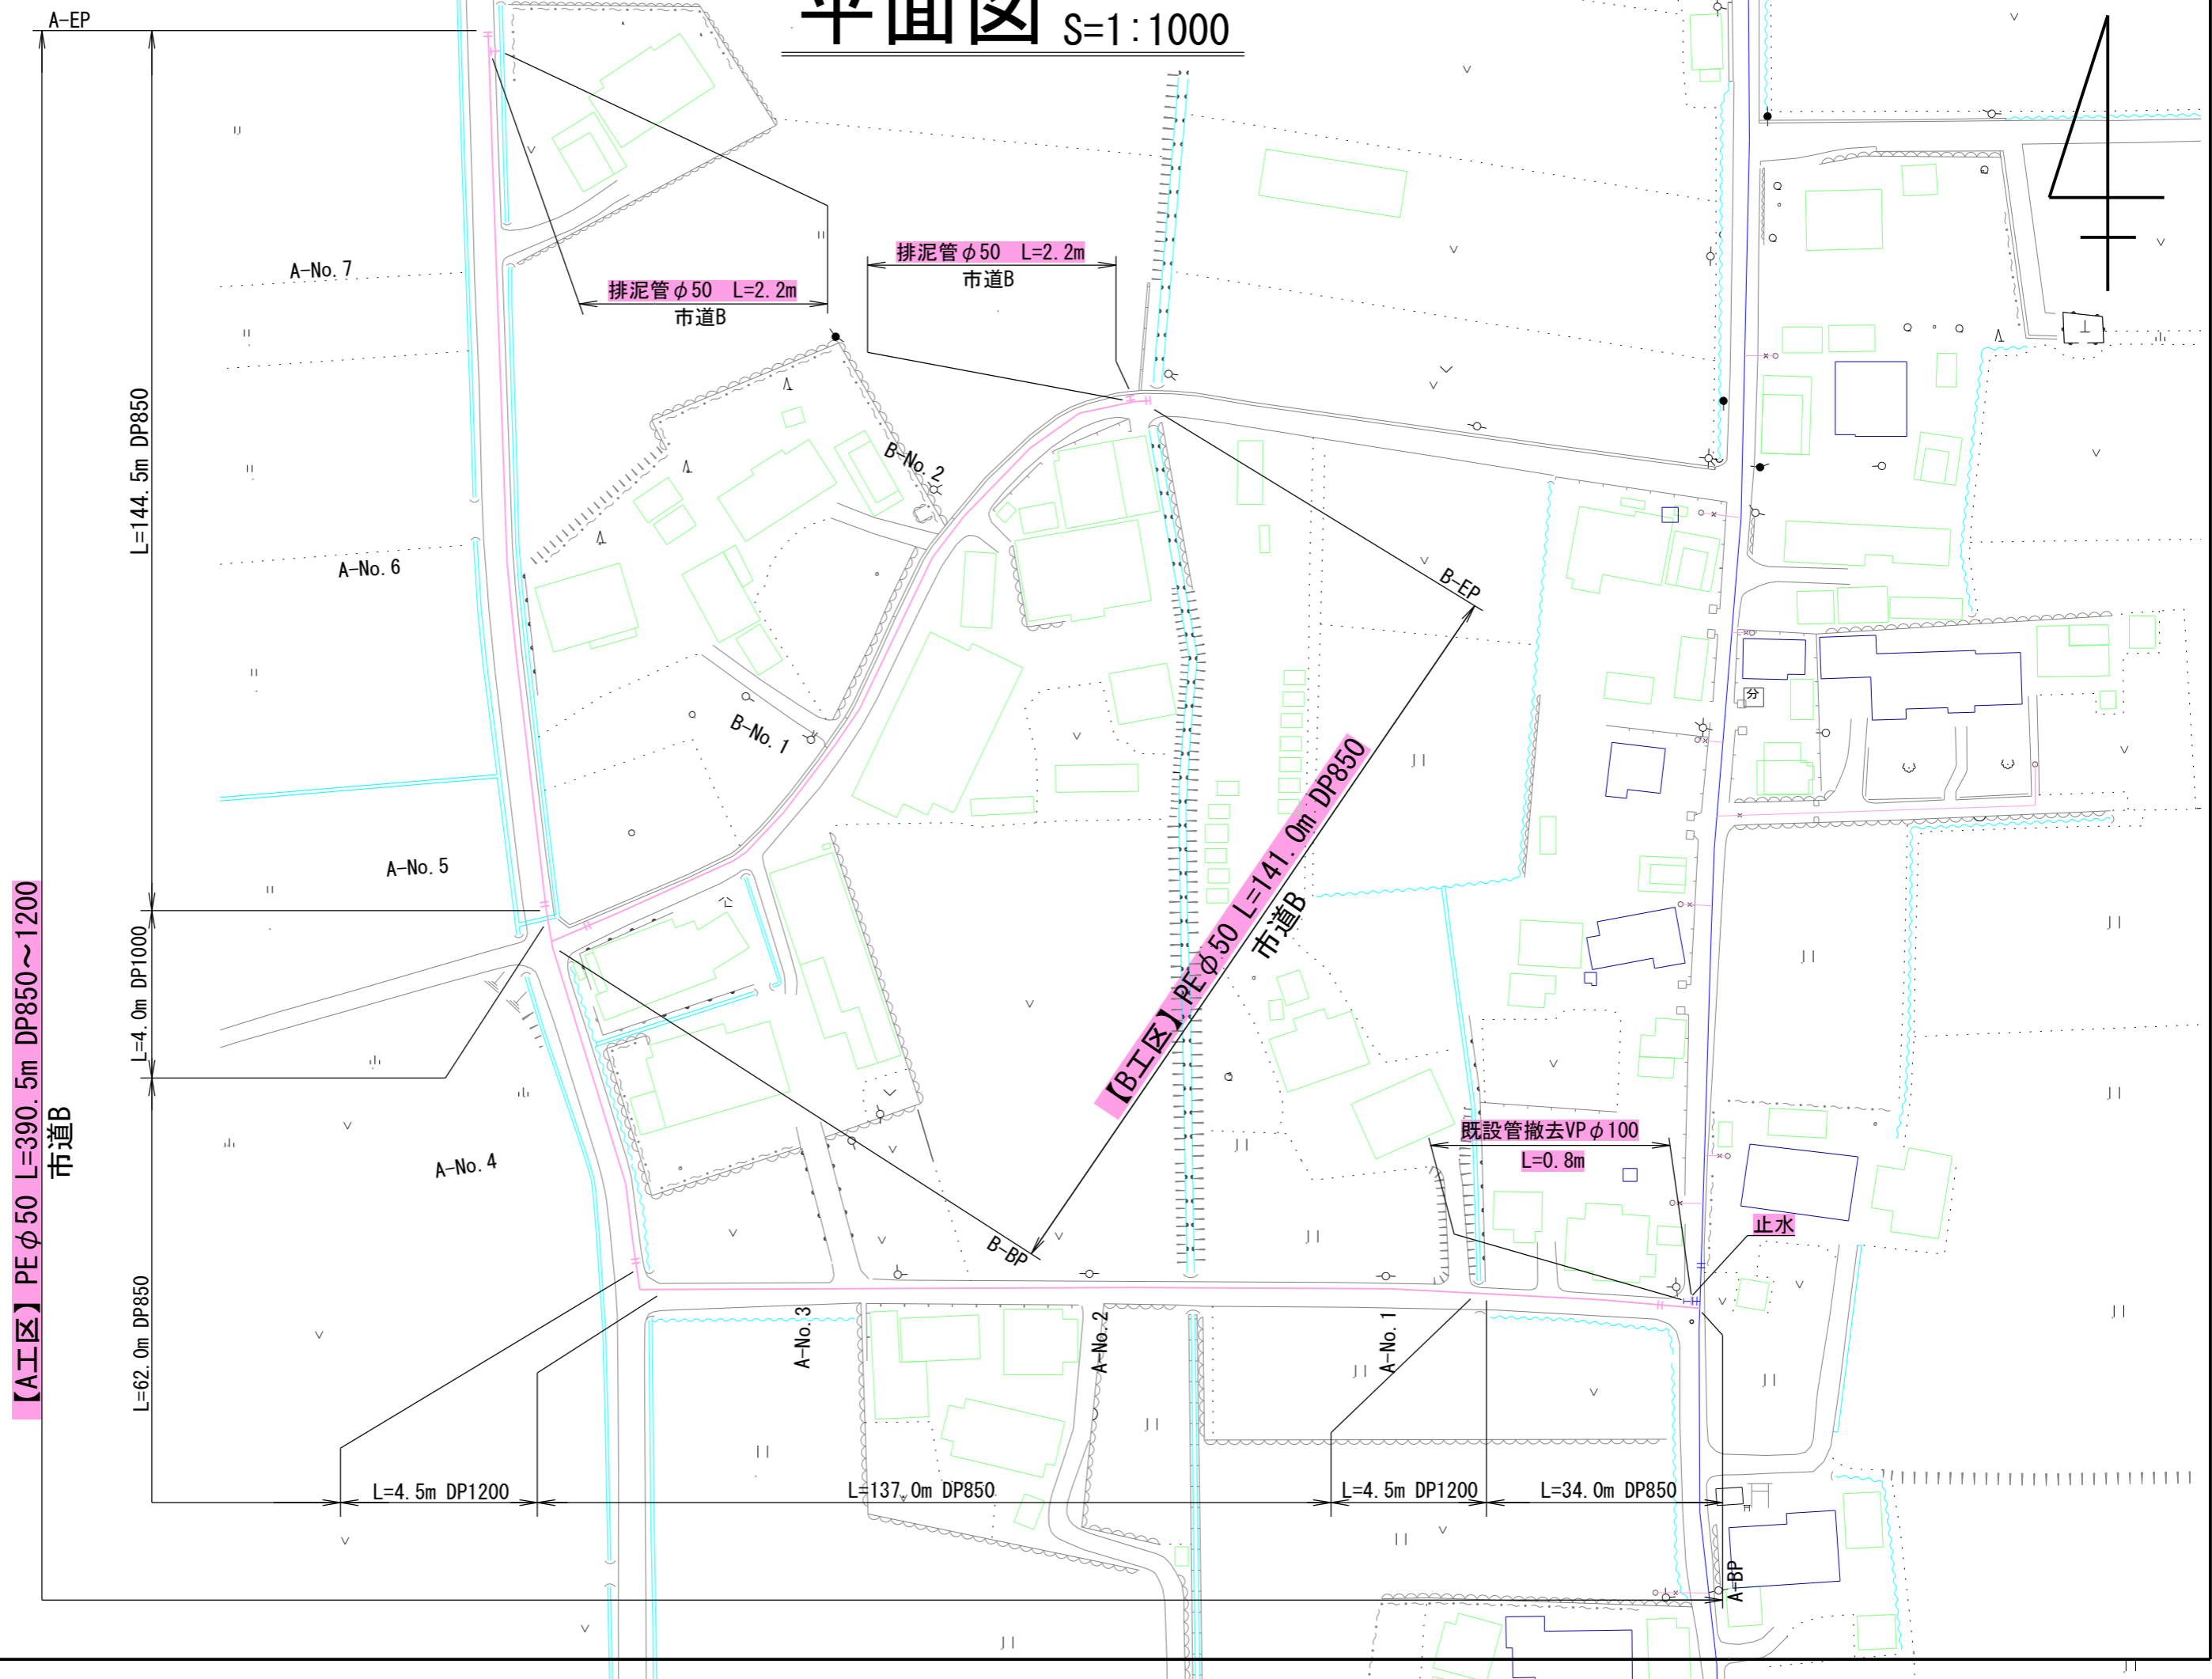 平面図 S=1:1000
A-EP
A-No.7
排泥管φ50 L=2.2m
市道B
排泥管φ50 L=2.2m
市道B
L=144.5m DP850
B-No.2
A-No.6
B-EP
B-No.1
分
A-No.5
【B工区】PEφ50 L=141.0m DP850
市道B
L=4.0m DP1000
【A工区】PEφ50 L=390.5m DP850~1200
市道B
A-No.4
既設管撤去VPφ100
L=0.8m
止水
B-BP
L=62.0m DP850
A-No.3
A-No.2
A-No.1
L=4.5m DP1200
L=137.0m DP850
L=4.5m DP1200
L=34.0m DP850
A-BP